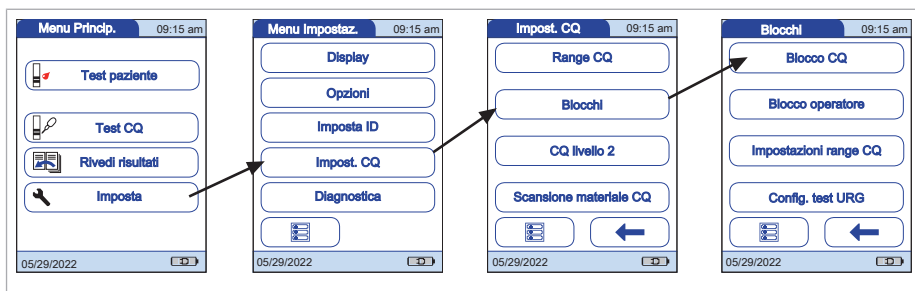 Menu Princip. 09:15 am
Test paziente
Test CQ
Rivedi risultati
Imposta
05/29/2022
Menu Impostaz. 09:15 am
Display
Opzioni
Imposta ID
Impost. CQ
Diagnostica
05/29/2022
Impost. CQ 09:15 am
Range CQ
Blocchi
CQ livello 2
Scansione materiale CQ
05/29/2022
Blocchi 09:15 am
Blocco CQ
Blocco operatore
Impostazioni range CQ
Config. test URG
05/29/2022